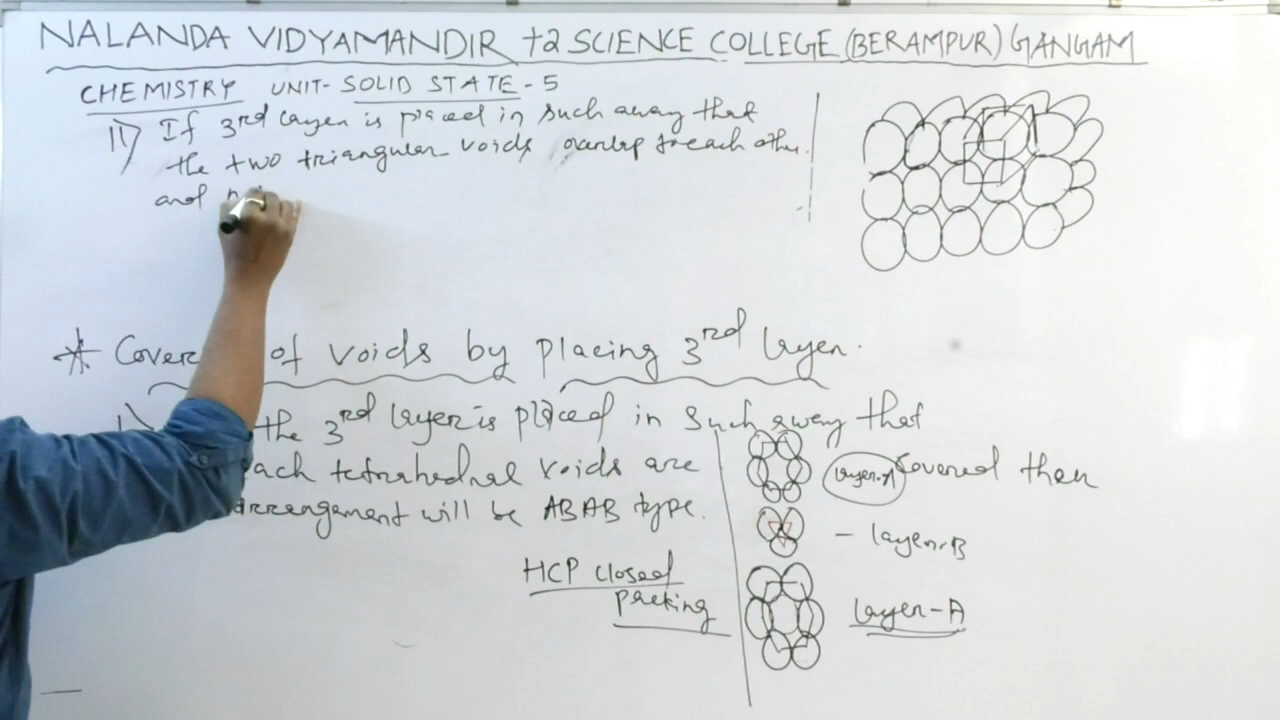 NALANDA VIDYAMANDIR +2 SCIENCE COLLEGE (BERAMPUR) GANGAM
CHEMISTRY UNIT- SOLID STATE - 5
II) If 3rd layer is placed in such away that
the two triangular voids overlap to each other.
and
* Cover of voids by placing 3rd layer.
the 3rd layer is placed in such away that
each tetrahedral voids are covered then
arrangement will be ABAB type.
layer-A
- layer-B
HCP closed
packing
layer-A